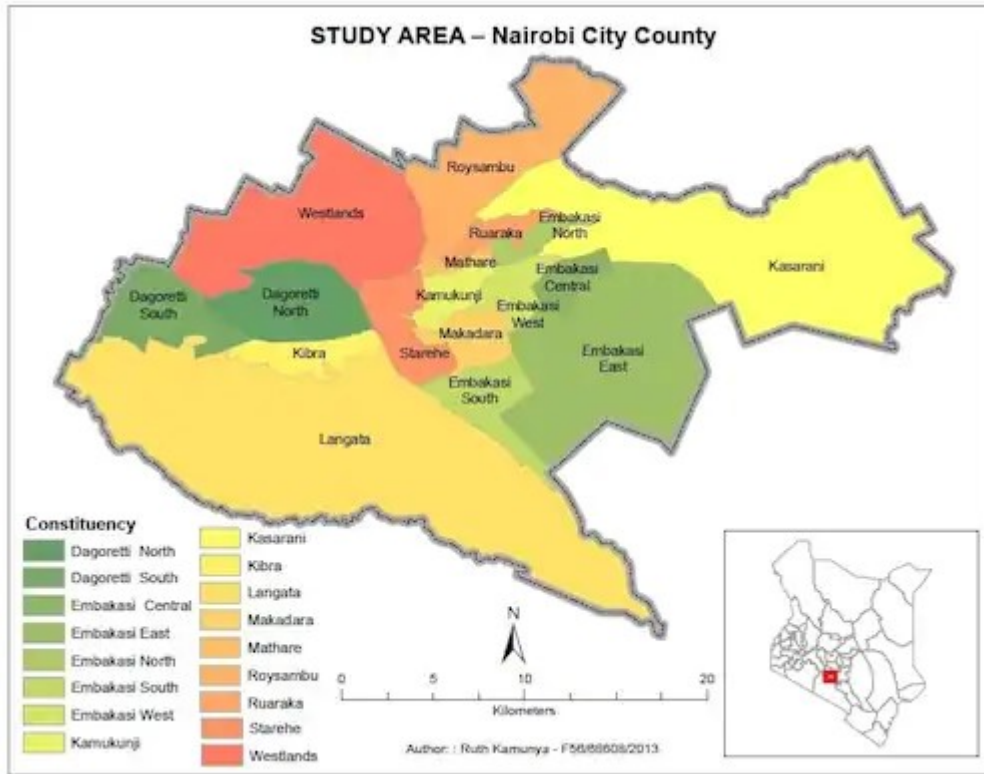 STUDY AREA – Nairobi City County
Roysambu
Westlands
Ruaraka
Embakasi
North
Mathare
Embakasi
Central
Kasarani
Dagoretti
South
Dagoretti
North
Kamukunji
Embakasi
West
Makadara
Kibra
Starehe
Embakasi
East
Embakasi
South
Langata
Constituency
Dagoretti North
Dagoretti South
Embakasi Central
Embakasi East
Embakasi North
Embakasi South
Embakasi West
Kamukunji
Kasarani
Kibra
Langata
Makadara
Mathare
Roysambu
Ruaraka
Starehe
Westlands
N
0 5 10 20
Kilometers
Author: : Ruth Kamunya - F56/68608/2013